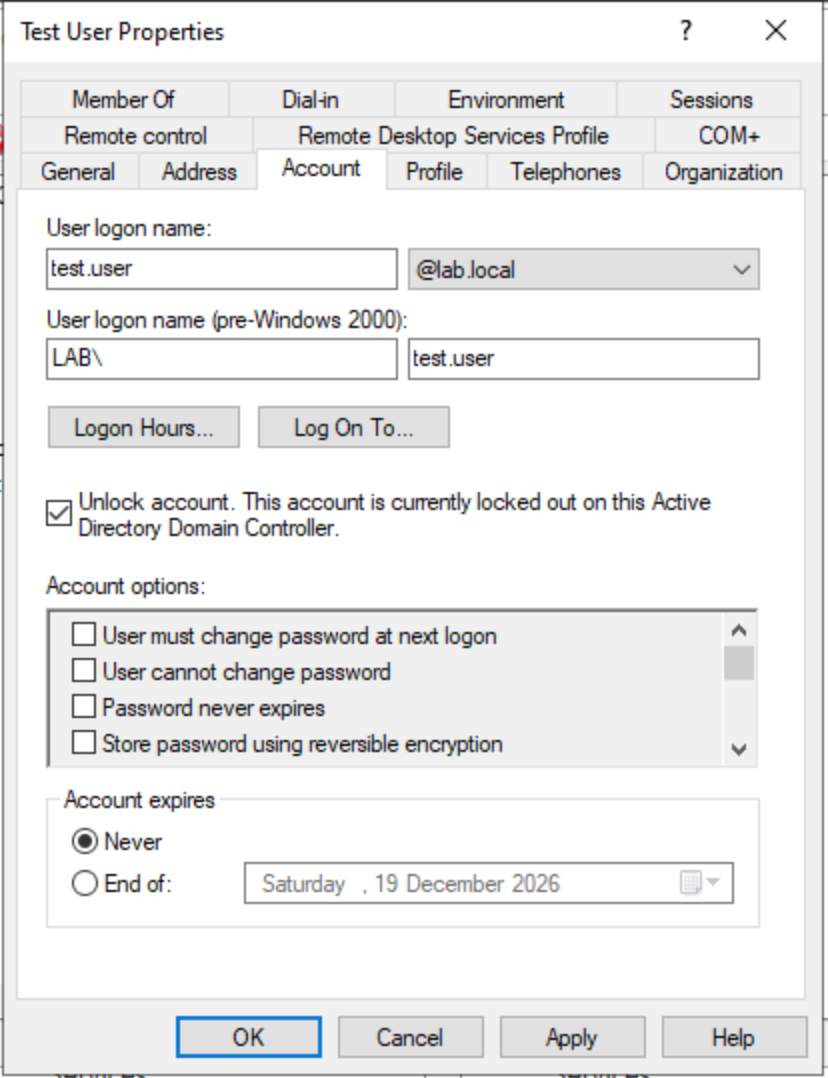 Test User Properties ?
Member Of Dial-in Environment Sessions
Remote control Remote Desktop Services Profile COM+
General Address Account Profile Telephones Organization
User logon name:
test.user @lab.local
User logon name (pre-Windows 2000):
LAB\ test.user
Logon Hours... Log On To...
Unlock account. This account is currently locked out on this Active
Directory Domain Controller.
Account options:
User must change password at next logon
User cannot change password
Password never expires
Store password using reversible encryption
Account expires
Never
End of: Saturday , 19 December 2026
OK Cancel Apply Help